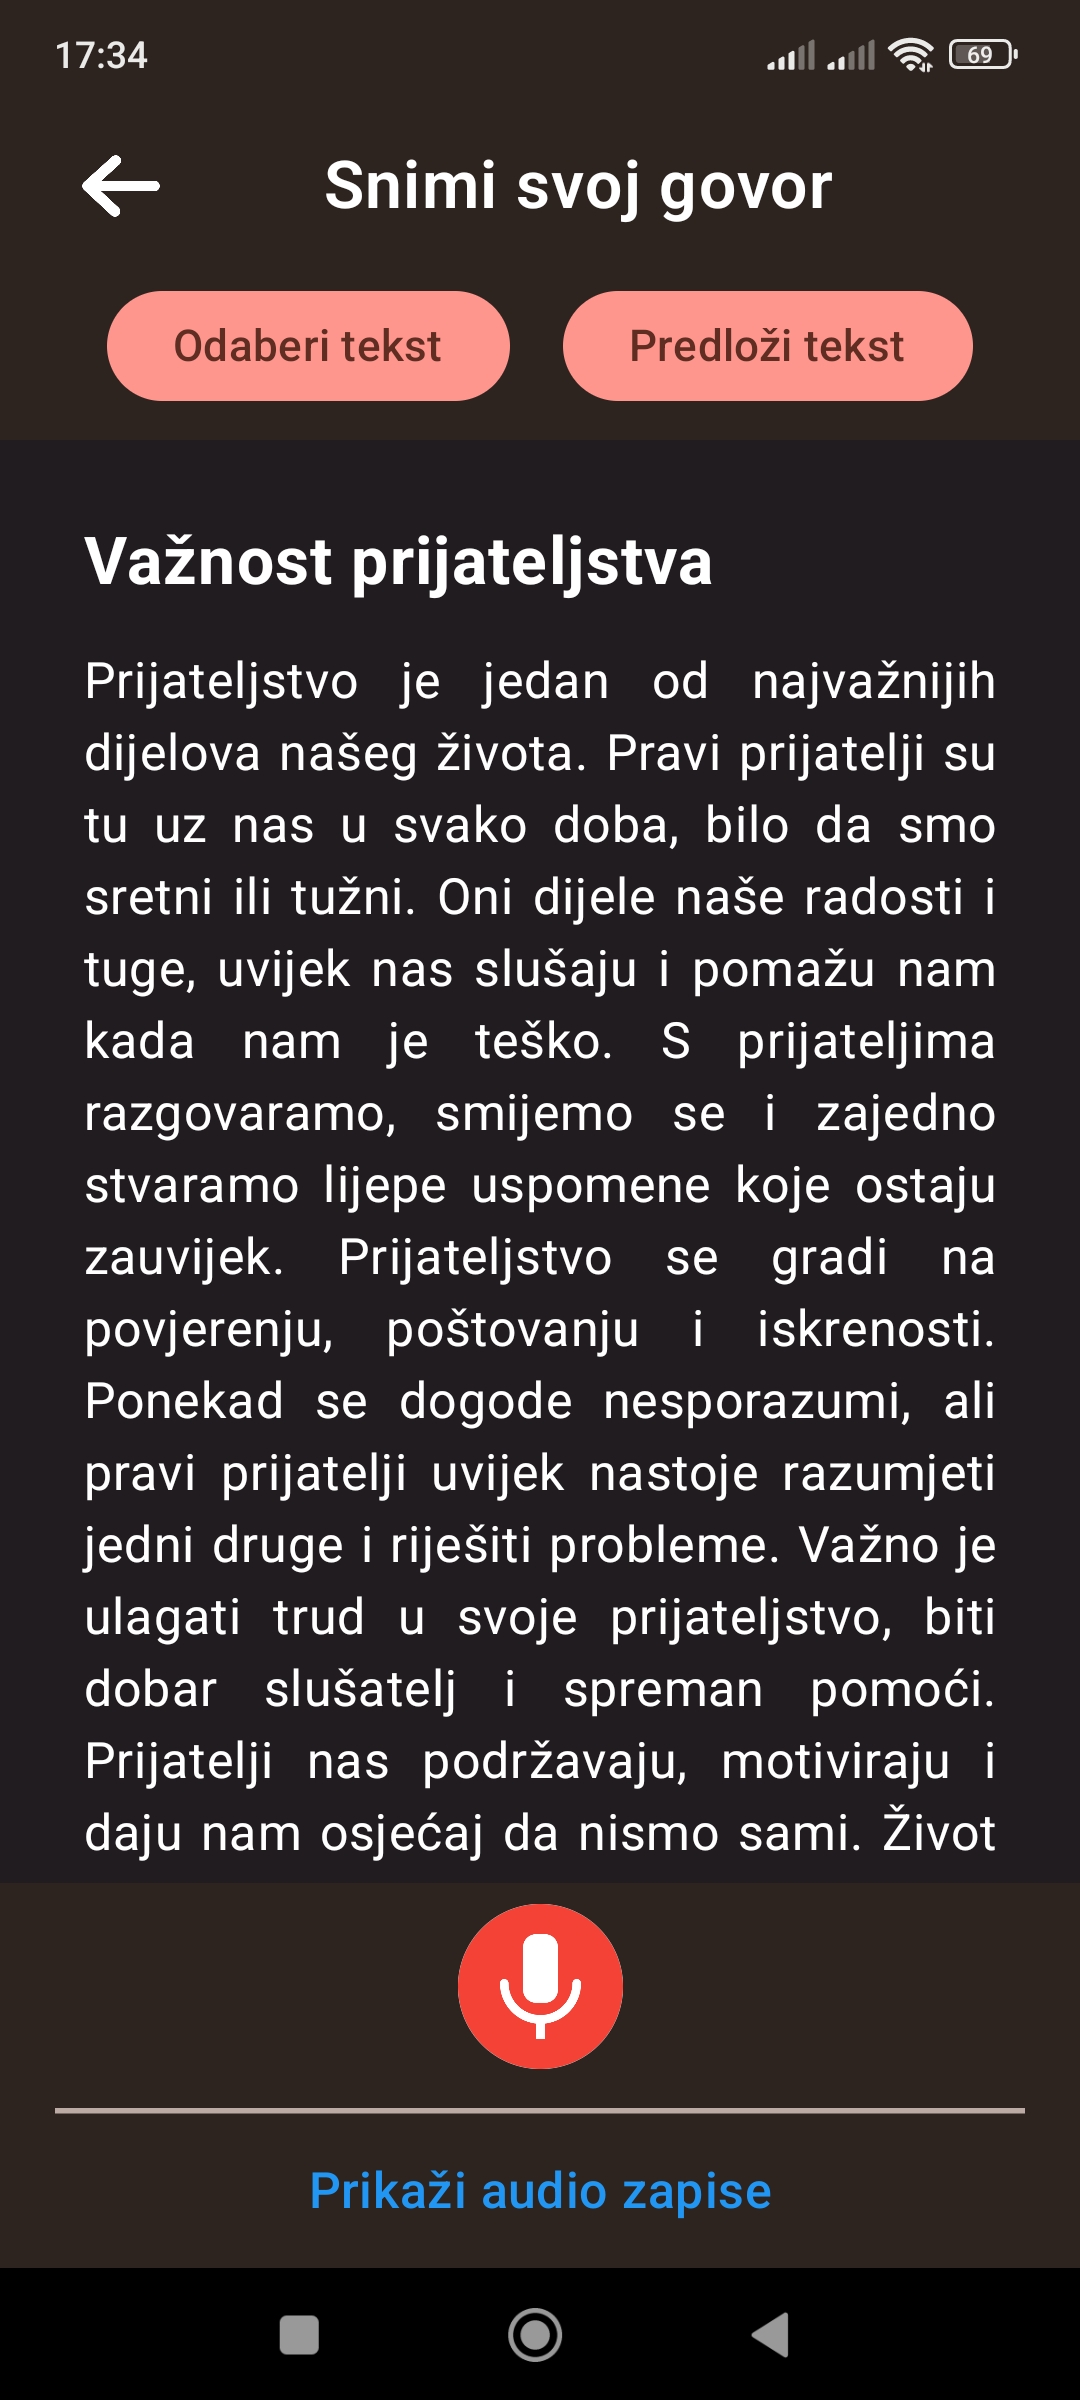 17:34
69
Snimi svoj govor
Odaberi tekst
Predloži tekst
Važnost prijateljstva
Prijateljstvo je jedan od najvažnijih
dijelova našeg života. Pravi prijatelji su
tu uz nas u svako doba, bilo da smo
sretni ili tužni. Oni dijele naše radosti i
tuge, uvijek nas slušaju i pomažu nam
kada nam je teško. S prijateljima
razgovaramo, smijemo se i zajedno
stvaramo lijepe uspomene koje ostaju
zauvijek. Prijateljstvo se gradi na
povjerenju, poštovanju i iskrenosti.
Ponekad se dogode nesporazumi, ali
pravi prijatelji uvijek nastoje razumjeti
jedni druge i riješiti probleme. Važno je
ulagati trud u svoje prijateljstvo, biti
dobar slušatelj i spreman pomoći.
Prijatelji nas podržavaju, motiviraju i
daju nam osjećaj da nismo sami. Život
Prikaži audio zapise